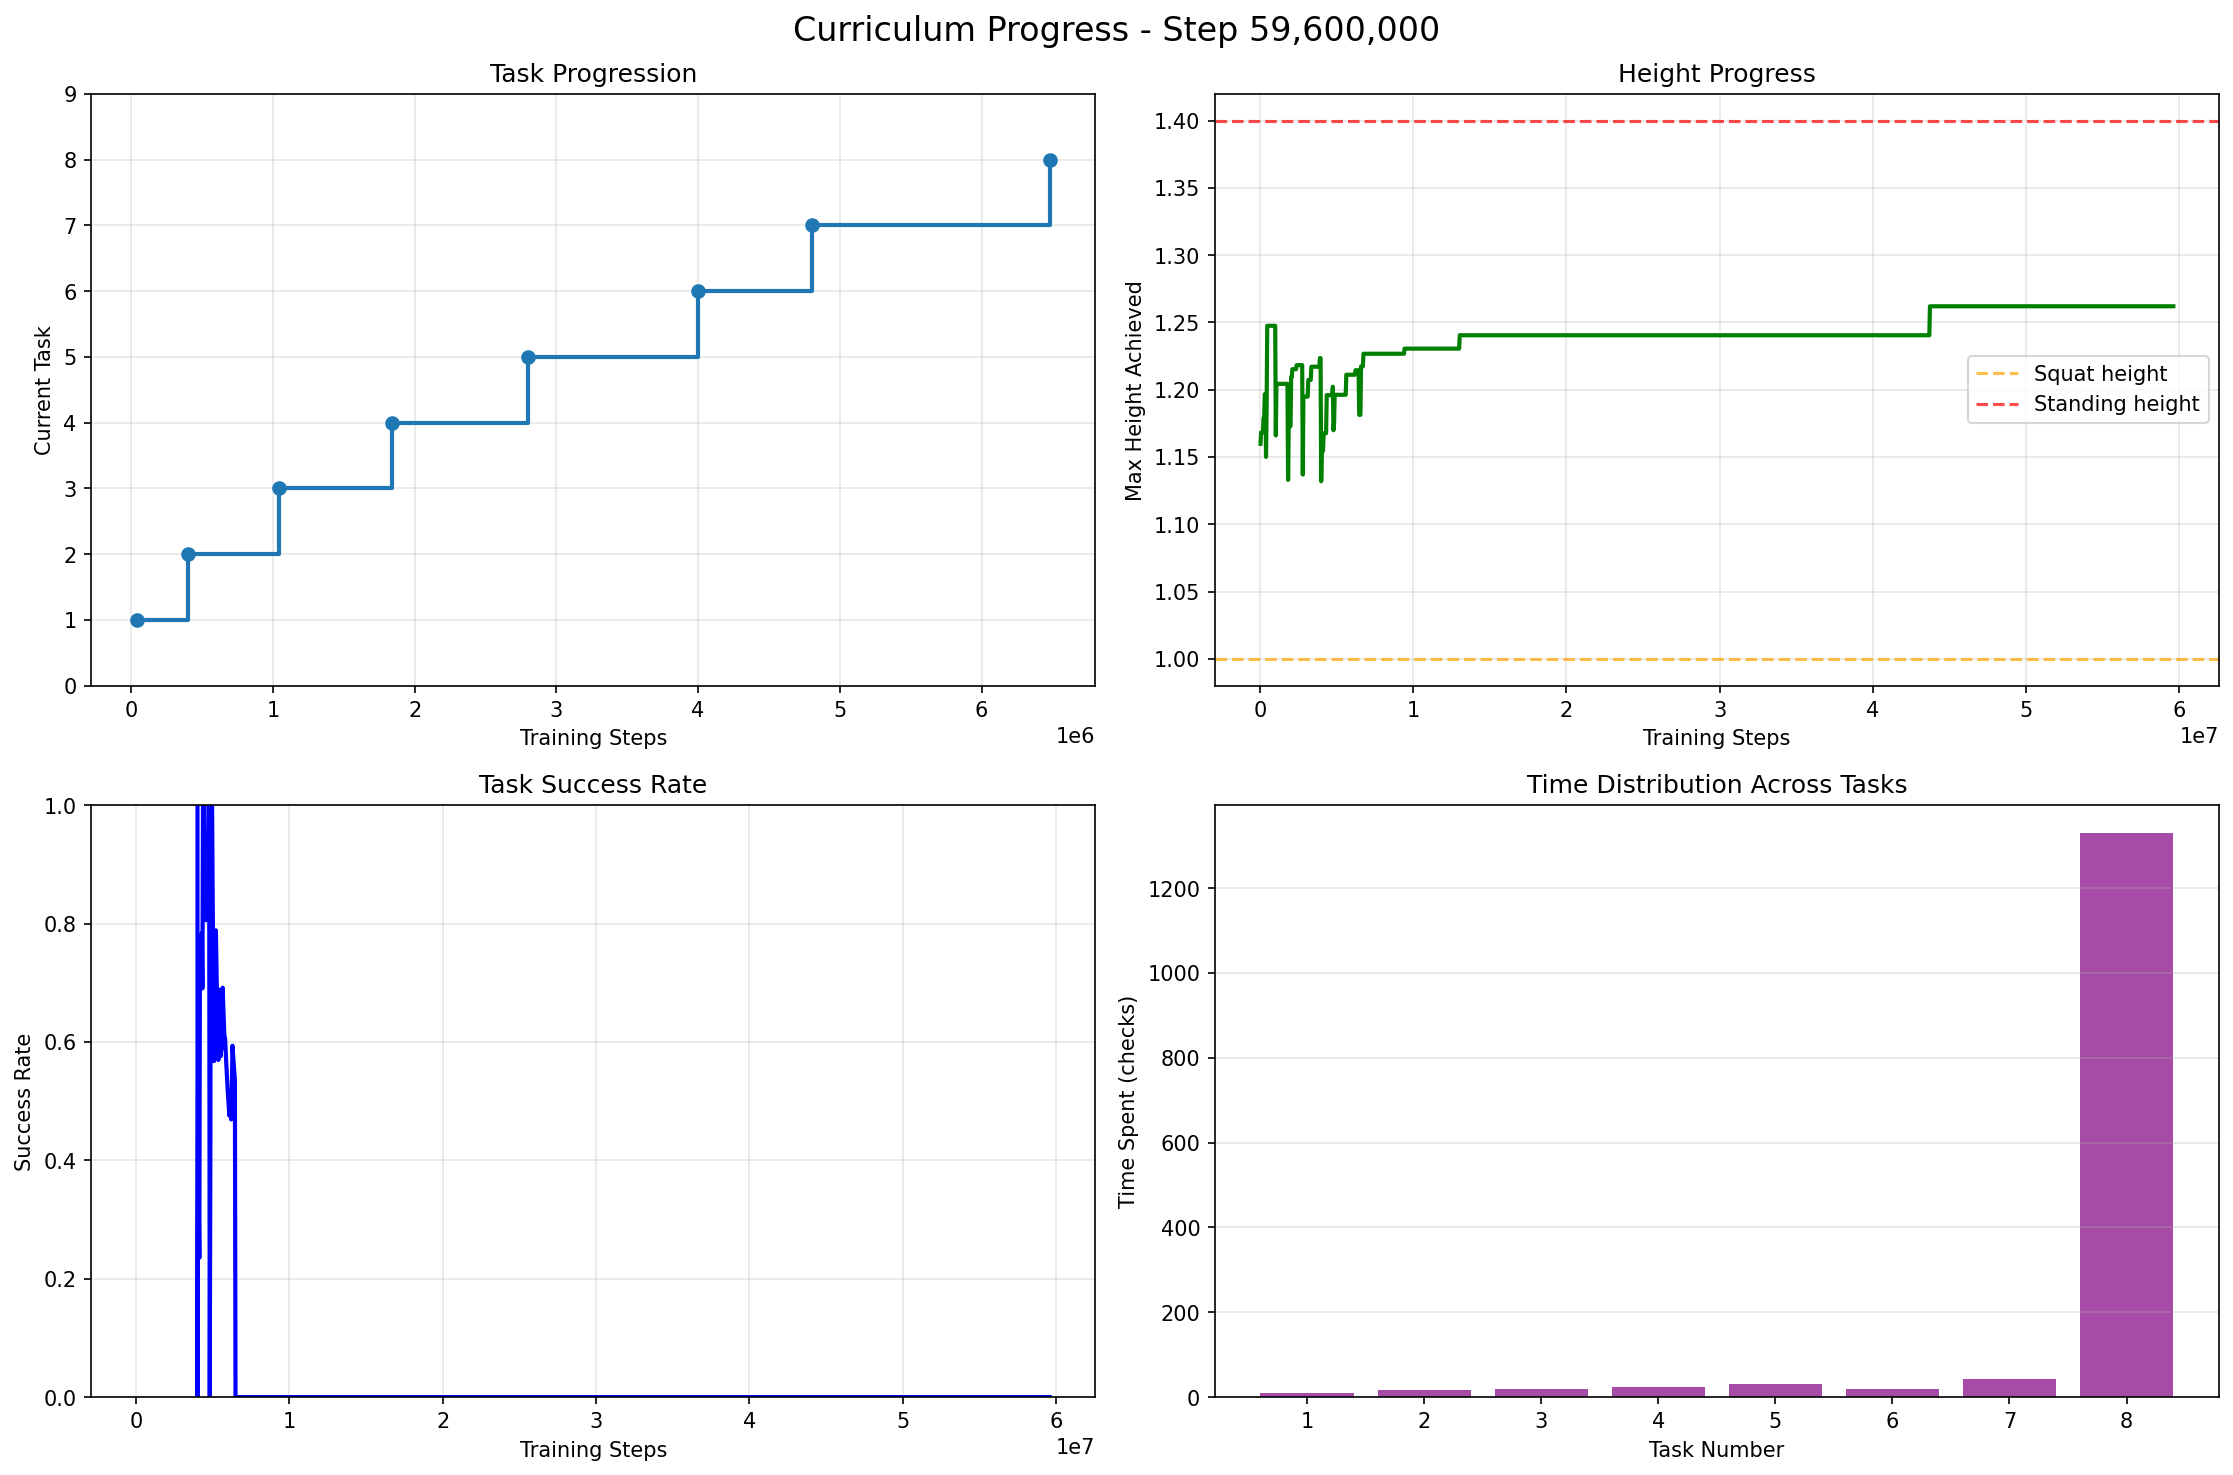 Curriculum Progress - Step 59,600,000
Task Progression
Current Task
9
8
7
6
5
4
3
2
1
0
0 1 2 3 4 5 6
1e6
Training Steps
Height Progress
Max Height Achieved
1.40
1.35
1.30
1.25
1.20
1.15
1.10
1.05
1.00
Squat height
Standing height
0 1 2 3 4 5 6
1e7
Training Steps
Task Success Rate
Success Rate
1.0
0.8
0.6
0.4
0.2
0.0
0 1 2 3 4 5 6
1e7
Training Steps
Time Distribution Across Tasks
Time Spent (checks)
1200
1000
800
600
400
200
0
1 2 3 4 5 6 7 8
Task Number